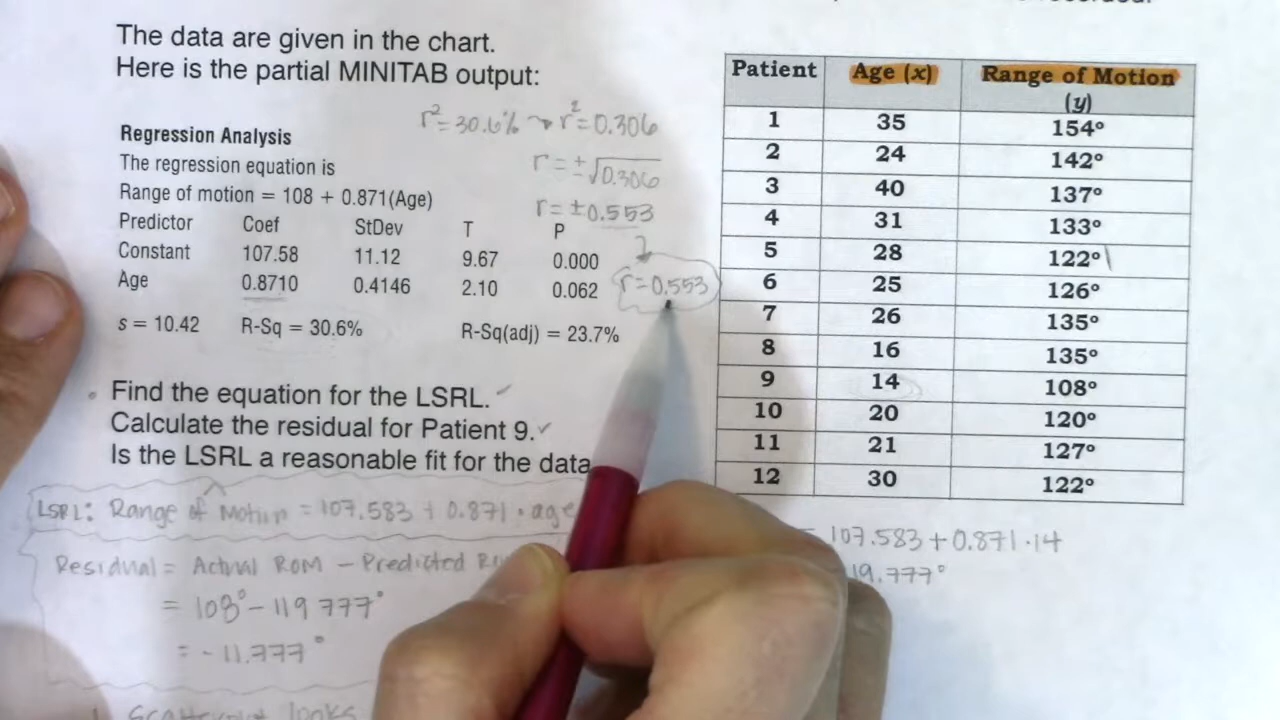 recorded.
The data are given in the chart.
Here is the partial MINITAB output:
r²=30.6% → r²=0.306
Regression Analysis
The regression equation is
r = ±√0.306
Range of motion = 108 + 0.871(Age)
r = ±0.553
Predictor Coef StDev T P
Constant 107.58 11.12 9.67 0.000
Age 0.8710 0.4146 2.10 0.062
r=0.553
s = 10.42 R-Sq = 30.6% R-Sq(adj) = 23.7%
Find the equation for the LSRL. ✓
Calculate the residual for Patient 9. ✓
Is the LSRL a reasonable fit for the data
LSRL: Range of Motion = 107.583 + 0.871 · age
Residual = Actual ROM - Predicted
= 108° - 119.777°
= -11.777°
Scatterplot looks
Patient Age (x) Range of Motion (y)
1 35 154°
2 24 142°
3 40 137°
4 31 133°
5 28 122°
6 25 126°
7 26 135°
8 16 135°
9 14 108°
10 20 120°
11 21 127°
12 30 122°
= 107.583 + 0.871·14
19.777°